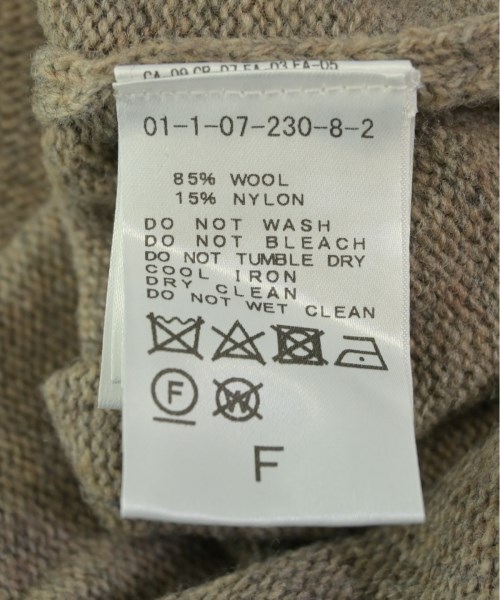 01-1-07-230-8-2
85% WOOL
15% NYLON
DO NOT WASH
DO NOT BLEACH
DO NOT TUMBLE DRY
COOL IRON
DRY CLEAN
DO NOT WET CLEAN
F W
F